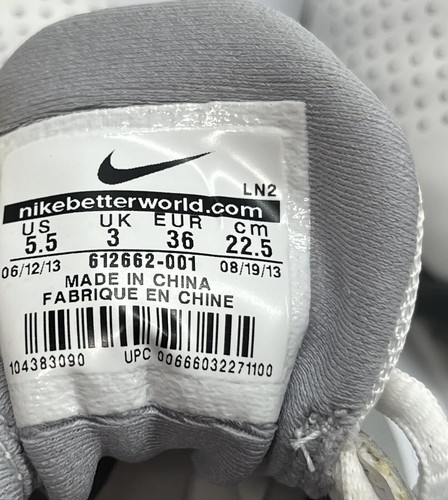 LN2
nikebetterworld.com
US UK EUR cm
5.5 3 36 22.5
06/12/13 612662-001 08/19/13
MADE IN CHINA
FABRIQUE EN CHINE
104383090 UPC 00666032271100